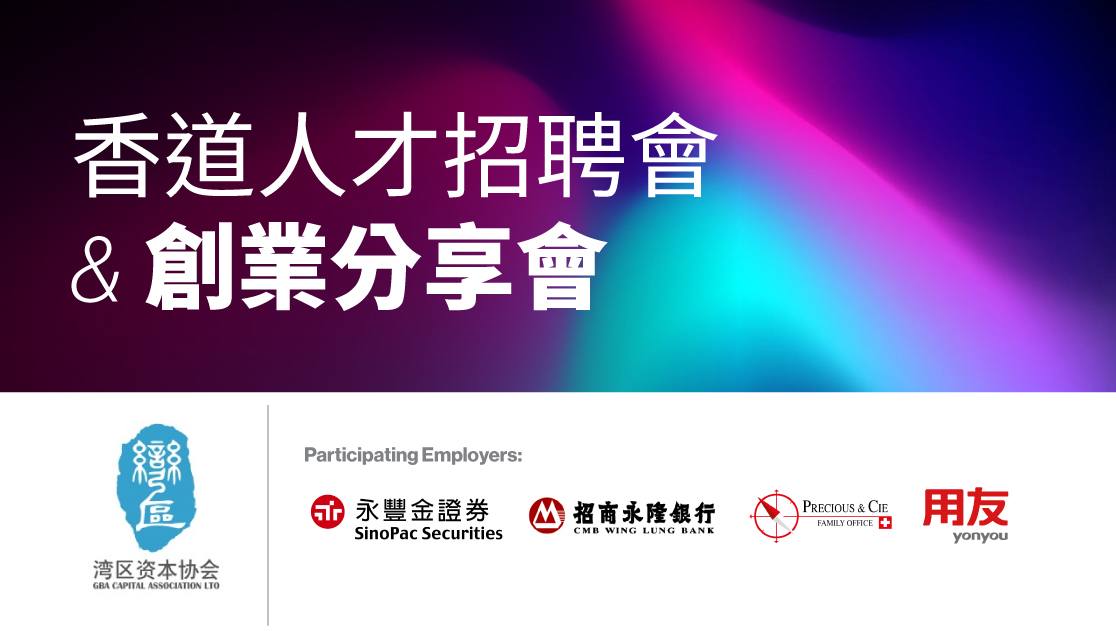 香道人才招聘會
& 創業分享會
灣區
湾区资本协会
GBA CAPITAL ASSOCIATION LTD
Participating Employers:
永豐金證券
SinoPac Securities
招商永隆銀行
CMB WING LUNG BANK
PRECIOUS & CIE
FAMILY OFFICE
用友
yonyou